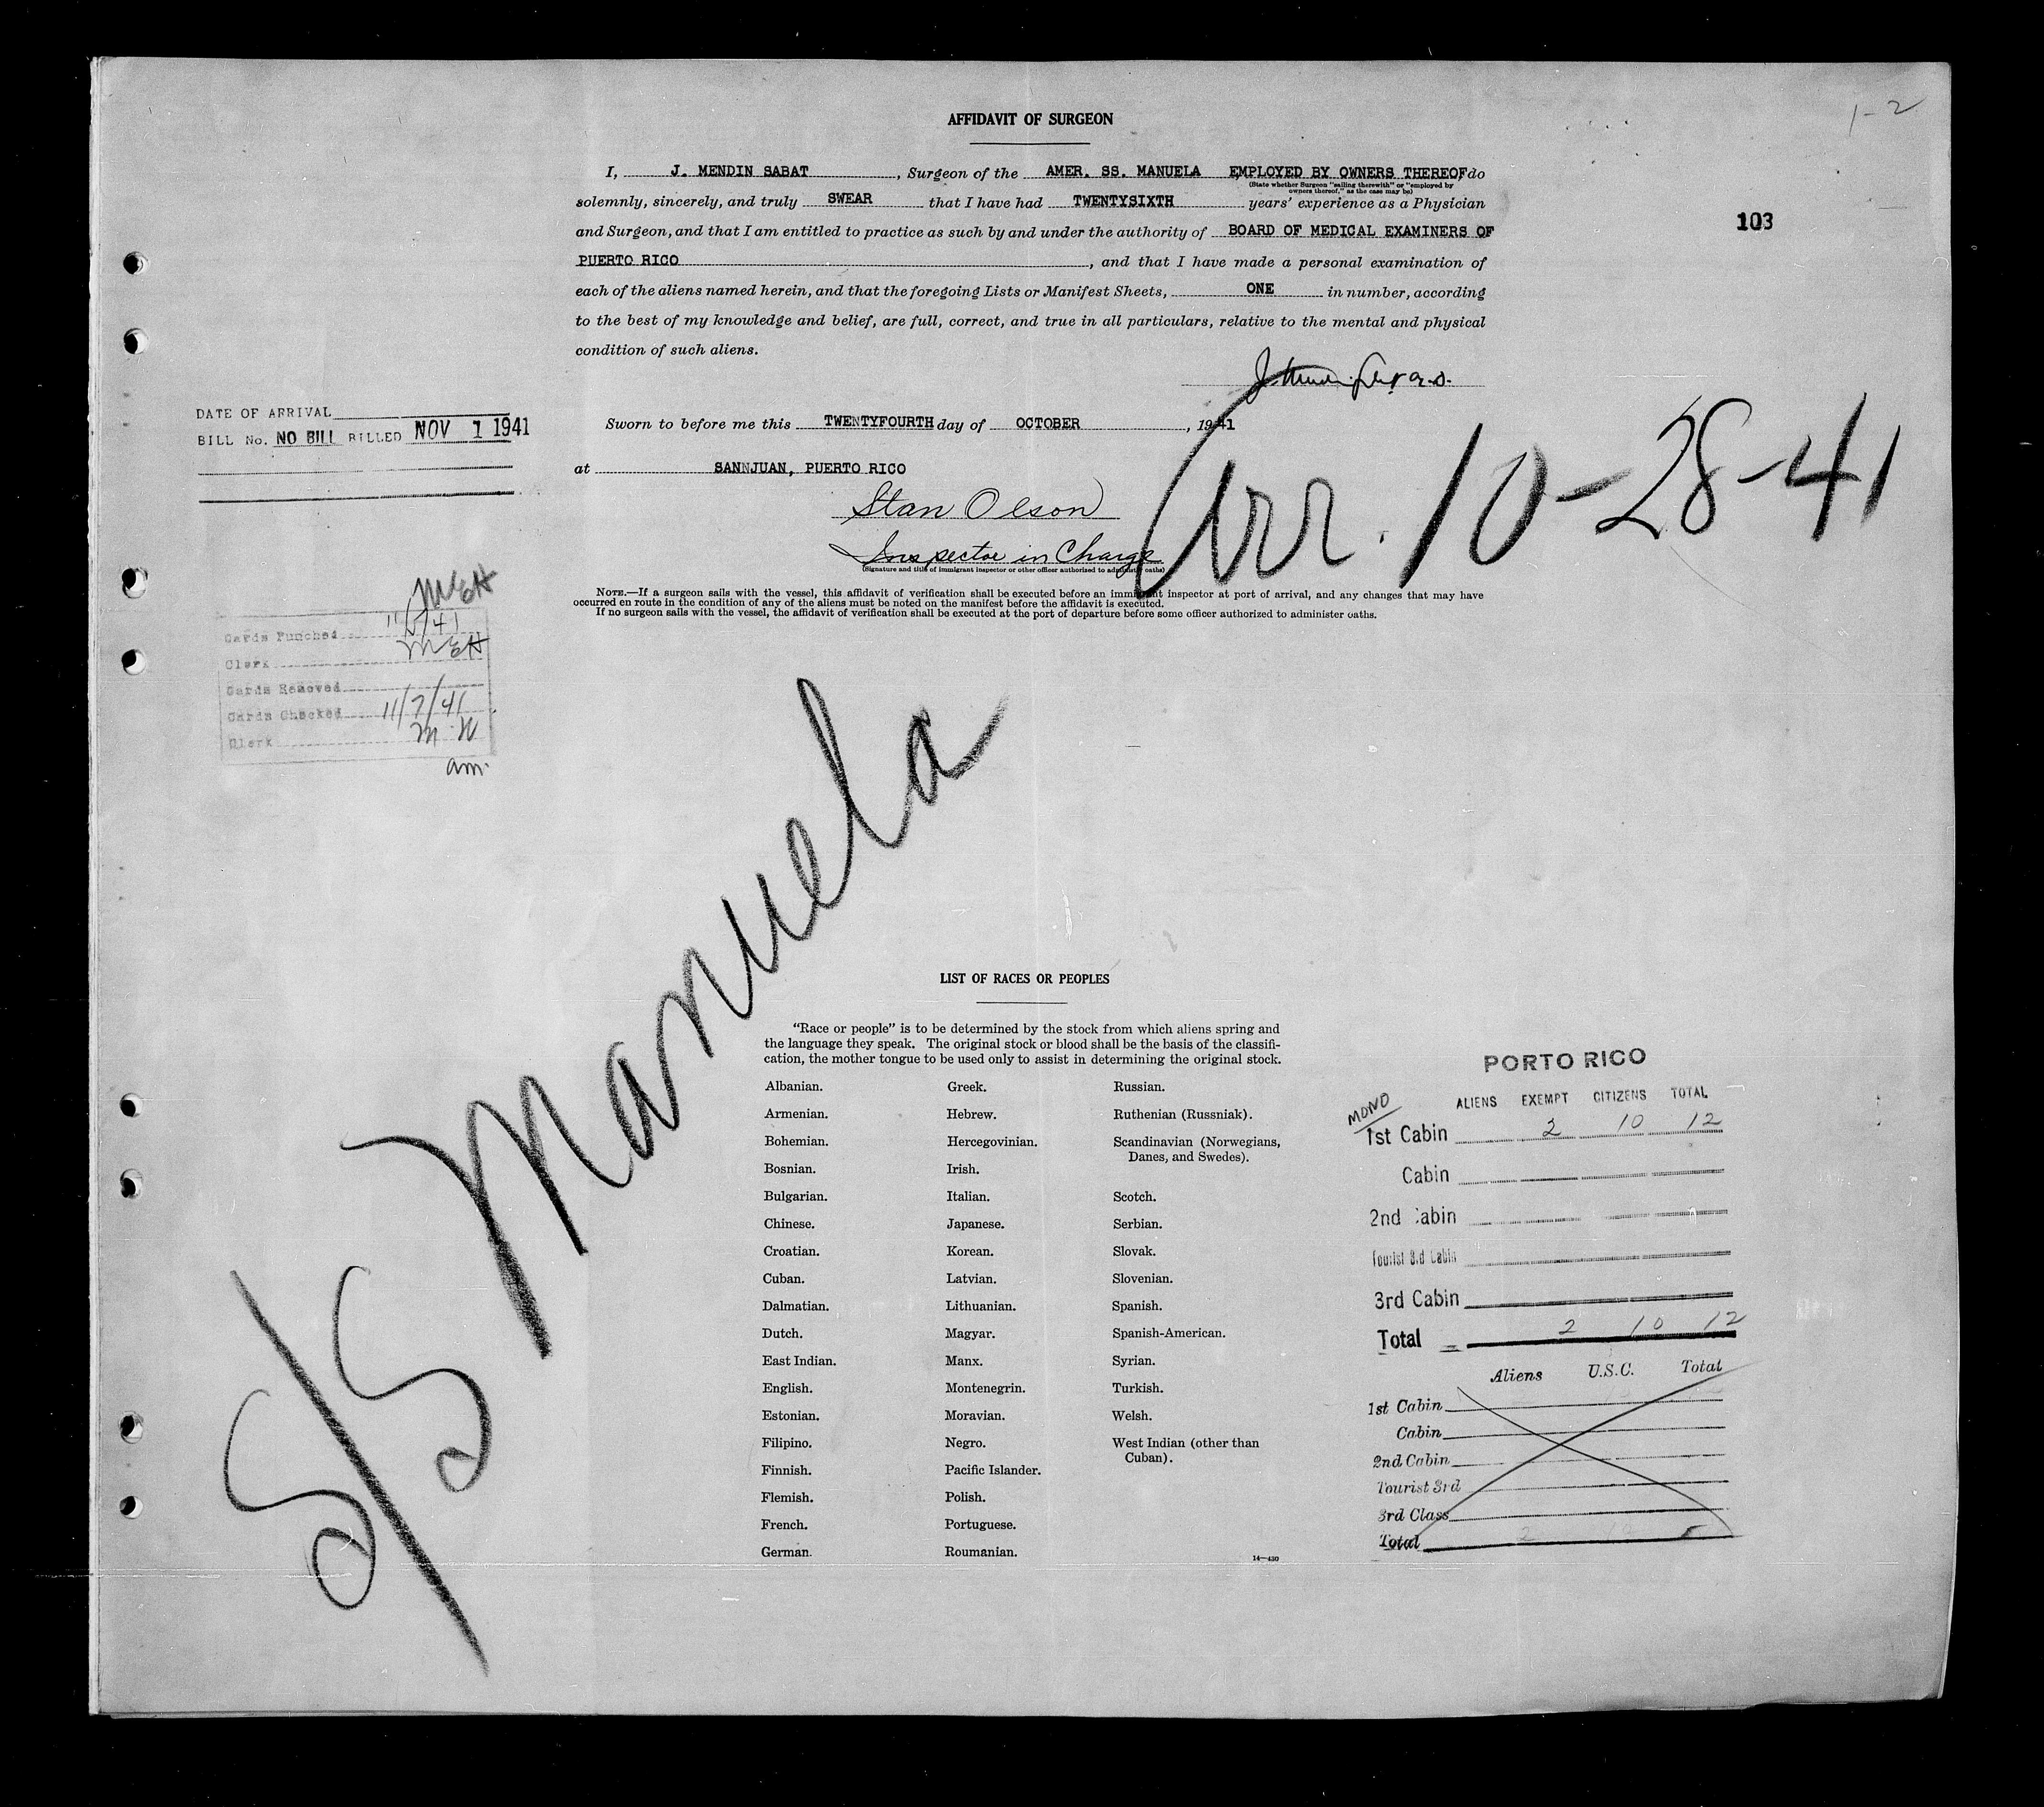 1-2
AFFIDAVIT OF SURGEON
I, J. MENDIN SABAT, Surgeon of the AMER. SS. MANUELA EMPLOYED BY OWNERS THEREOF, do
(State whether Surgeon "sailing therewith" or "employed by
owners thereof," as the case may be)
solemnly, sincerely, and truly SWEAR that I have had TWENTYSIXTH years' experience as a Physician
103
and Surgeon, and that I am entitled to practice as such by and under the authority of BOARD OF MEDICAL EXAMINERS OF
PUERTO RICO, and that I have made a personal examination of
each of the aliens named herein, and that the foregoing Lists or Manifest Sheets, ONE in number, according
to the best of my knowledge and belief, are full, correct, and true in all particulars, relative to the mental and physical
condition of such aliens.
DATE OF ARRIVAL
BILL No. NO BILL BILLED NOV 1 1941
Sworn to before me this TWENTYFOURTH day of OCTOBER, 1941
at SANNJUAN, PUERTO RICO
Arr. 10-28-41
Stan Olson
Inspector in Charge
(Signature and title of immigrant inspector or other officer authorized to administer oaths)
NOTE.—If a surgeon sails with the vessel, this affidavit of verification shall be executed before an immigrant inspector at port of arrival, and any changes that may have
occurred en route in the condition of any of the aliens must be noted on the manifest before the affidavit is executed.
If no surgeon sails with the vessel, the affidavit of verification shall be executed at the port of departure before some officer authorized to administer oaths.
MEH
Cards Punched 11/5/41
Clerk MEH
Cards Removed
Cards Checked 11/7/41
Clerk M.W
am.
S/S Manuela
LIST OF RACES OR PEOPLES
"Race or people" is to be determined by the stock from which aliens spring and
the language they speak. The original stock or blood shall be the basis of the classifi-
cation, the mother tongue to be used only to assist in determining the original stock.
Albanian.
Armenian.
Bohemian.
Bosnian.
Bulgarian.
Chinese.
Croatian.
Cuban.
Dalmatian.
Dutch.
East Indian.
English.
Estonian.
Filipino.
Finnish.
Flemish.
French.
German.
Greek.
Hebrew.
Hercegovinian.
Irish.
Italian.
Japanese.
Korean.
Latvian.
Lithuanian.
Magyar.
Manx.
Montenegrin.
Moravian.
Negro.
Pacific Islander.
Polish.
Portuguese.
Roumanian.
Russian.
Ruthenian (Russniak).
Scandinavian (Norwegians,
Danes, and Swedes).
Scotch.
Serbian.
Slovak.
Slovenian.
Spanish.
Spanish-American.
Syrian.
Turkish.
Welsh.
West Indian (other than
Cuban).
14—430
PORTO RICO
ALIENS EXEMPT CITIZENS TOTAL
MONO
1st Cabin 2 10 12
Cabin
2nd Cabin
Tourist 3rd Cabin
3rd Cabin
Total 2 10 12
Aliens U.S.C. Total
1st Cabin
Cabin
2nd Cabin
Tourist 3rd
3rd Class
Total